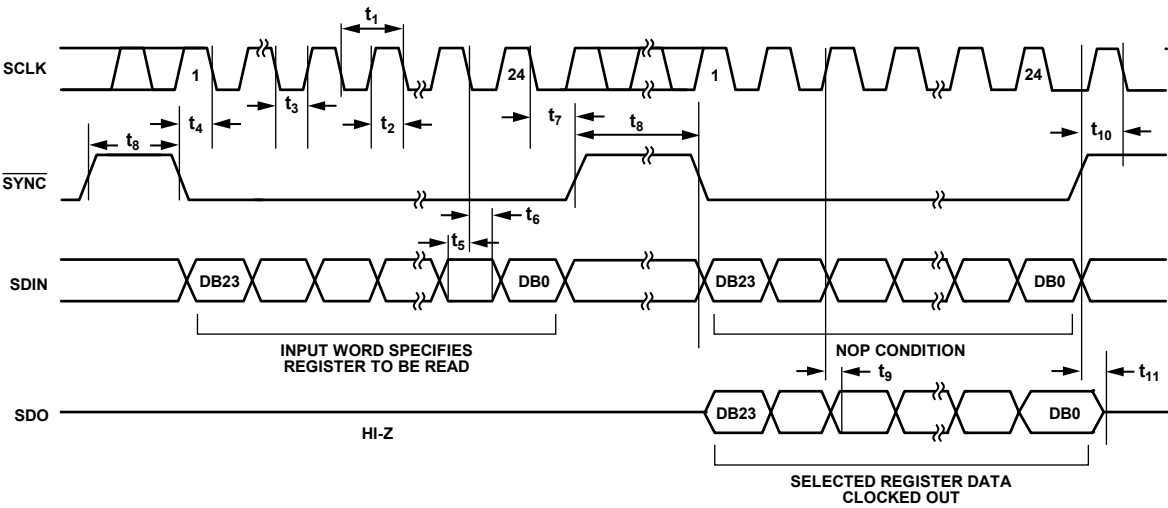 t1
SCLK
1
24
1
24
t3
t4
t2
t7
t8
t10
t8
SYNC
t6
t5
SDIN
DB23
DB0
DB23
DB0
INPUT WORD SPECIFIES
REGISTER TO BE READ
NOP CONDITION
t9
t11
SDO
HI-Z
DB23
DB0
SELECTED REGISTER DATA
CLOCKED OUT